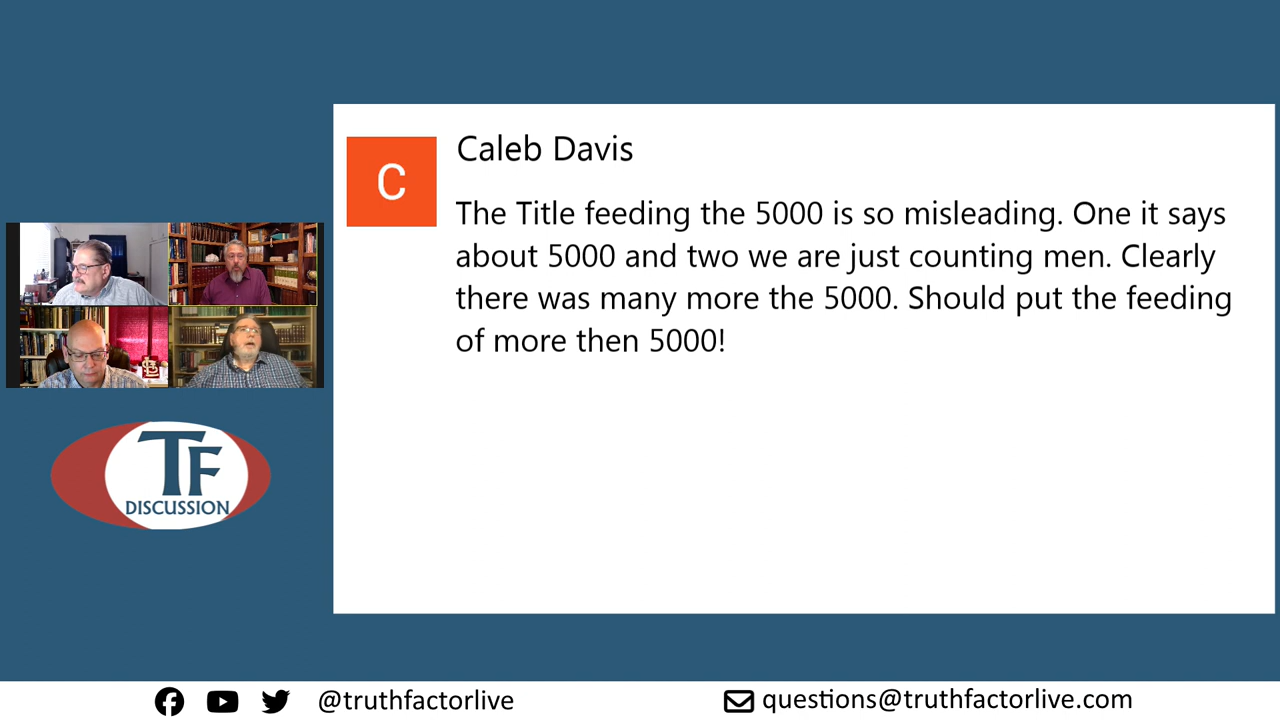 C
Caleb Davis
The Title feeding the 5000 is so misleading. One it says
about 5000 and two we are just counting men. Clearly
there was many more the 5000. Should put the feeding
of more then 5000!
TF
DISCUSSION
@truthfactorlive
questions@truthfactorlive.com